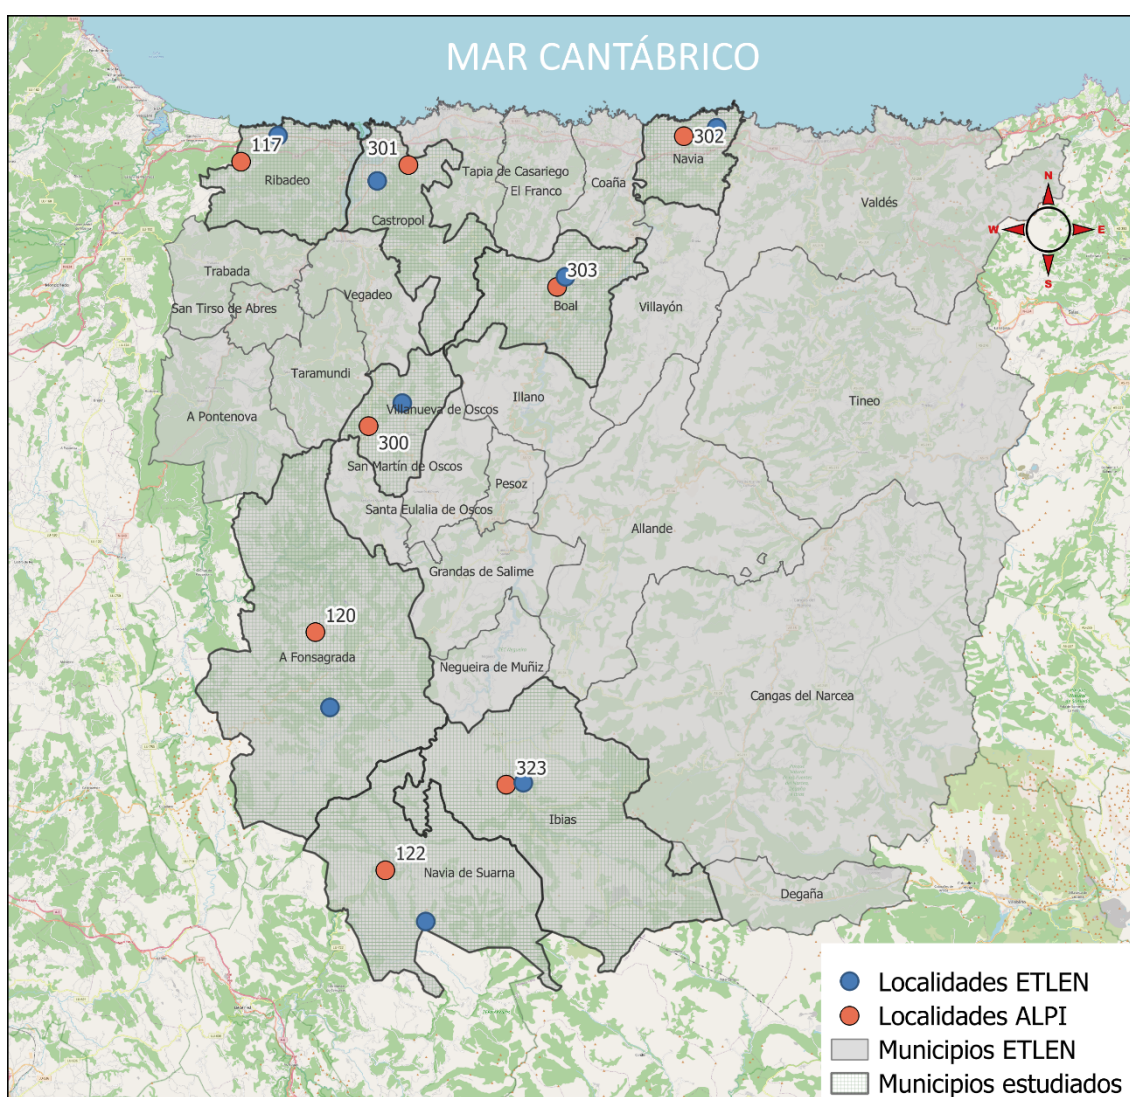 MAR CANTÁBRICO
117
301
302
Navia
Ribadeo
Tapia de Casariego
El Franco
Coaña
Valdés
Castropol
N
W
E
S
Trabada
Vegadeo
303
San Tirso de Abres
Boal
Villayón
Taramundi
Illano
Tineo
A Pontenova
Villanueva de Oscos
300
San Martín de Oscos
Pesoz
Santa Eulalia de Oscos
Allande
Grandas de Salime
120
A Fonsagrada
Negueira de Muñiz
Cangas del Narcea
323
Ibias
122
Navia de Suarna
Degaña
Localidades ETLEN
Localidades ALPI
Municipios ETLEN
Municipios estudiados